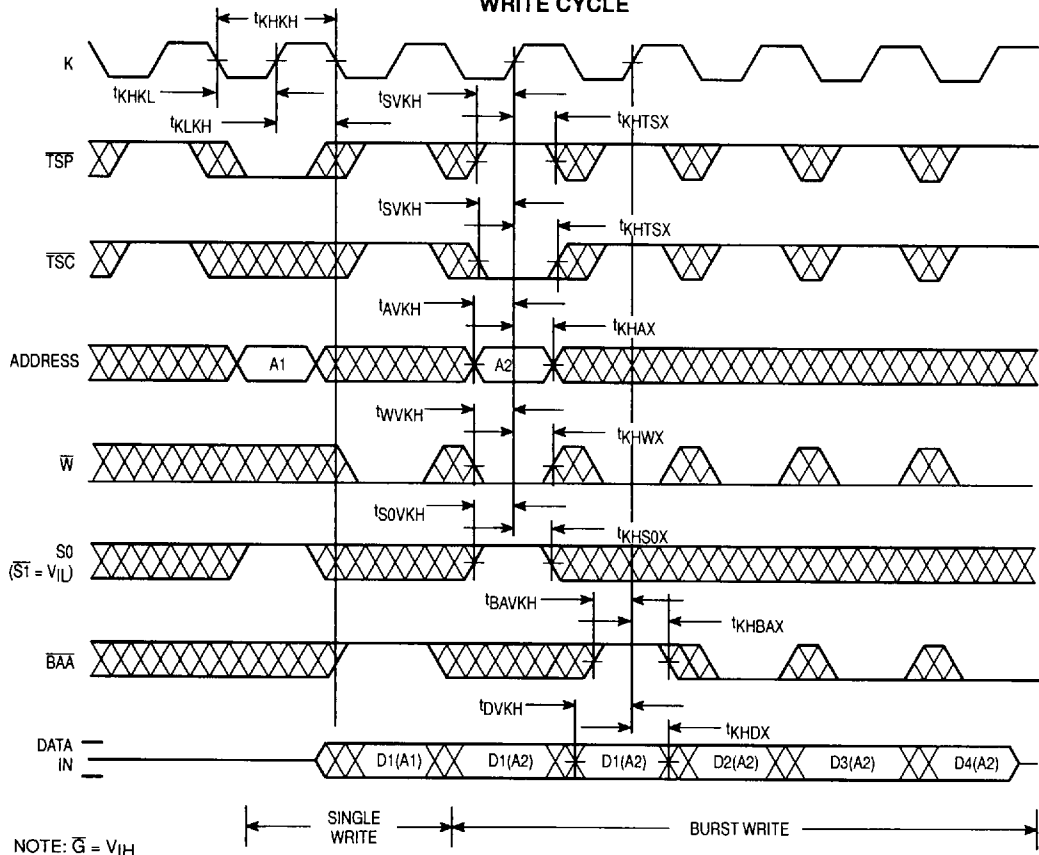 WRITE CYCLE
tKHKH
K
tKHKL
tSVKH
tKHTSX
tKLKH
TSP
tSVKH
tKHTSX
TSC
tAVKH
tKHAX
ADDRESS A1 A2
tWVKH
tKHWX
W
tS0VKH
tKHS0X
S0
(S1 = VIL)
tBAVKH
tKHBAX
BAA
tDVKH
tKHDX
DATA
IN
D1(A1) D1(A2) D1(A2) D2(A2) D3(A2) D4(A2)
SINGLE
WRITE
BURST WRITE
NOTE: G = VIH